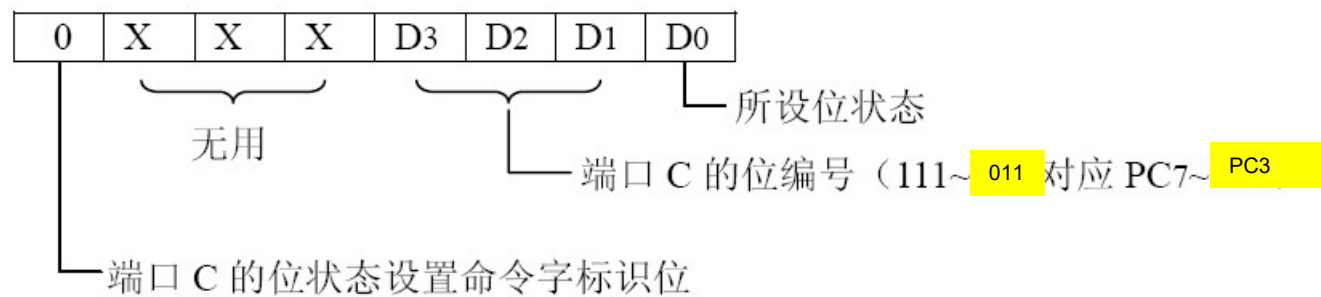 0 X X X D3 D2 D1 D0
所设位状态
无用
端口 C 的位编号（111~ 011 对应 PC7~ PC3
端口 C 的位状态设置命令字标识位